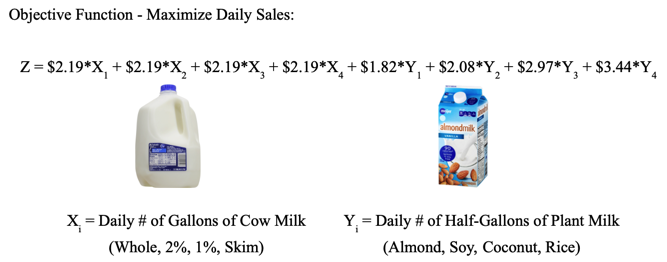 Objective Function - Maximize Daily Sales:
Z = $2.19*X₁ + $2.19*X₂ + $2.19*X₃ + $2.19*X₄ + $1.82*Y₁ + $2.08*Y₂ + $2.97*Y₃ + $3.44*Y₄
almondmilk
Xᵢ = Daily # of Gallons of Cow Milk
(Whole, 2%, 1%, Skim)
Yᵢ = Daily # of Half-Gallons of Plant Milk
(Almond, Soy, Coconut, Rice)